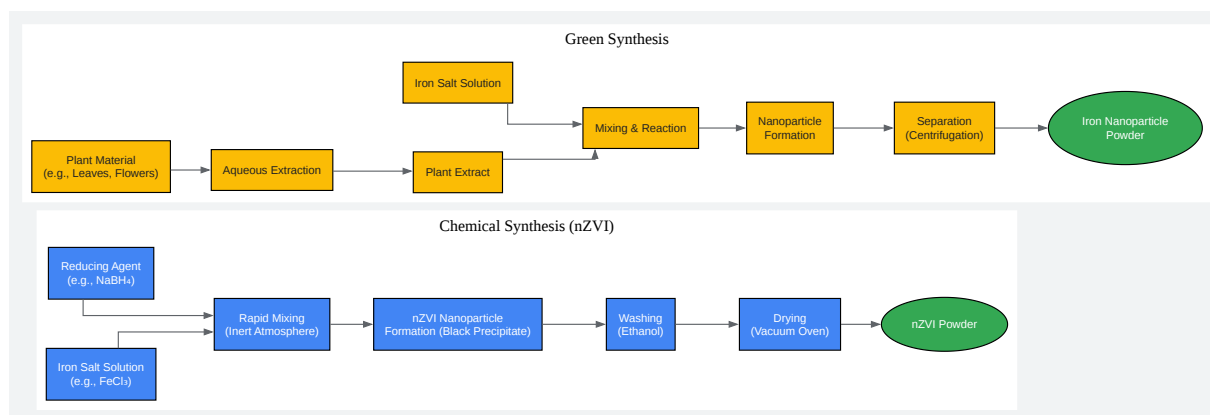 Green Synthesis
Iron Salt Solution
Mixing & Reaction
Nanoparticle
Formation
Separation
(Centrifugation)
Iron Nanoparticle
Powder
Plant Material
(e.g., Leaves, Flowers)
Aqueous Extraction
Plant Extract
Chemical Synthesis (nZVI)
Reducing Agent
(e.g., NaBH₄)
Rapid Mixing
(Inert Atmosphere)
nZVI Nanoparticle
Formation (Black Precipitate)
Washing
(Ethanol)
Drying
(Vacuum Oven)
nZVI Powder
Iron Salt Solution
(e.g., FeCl₃)